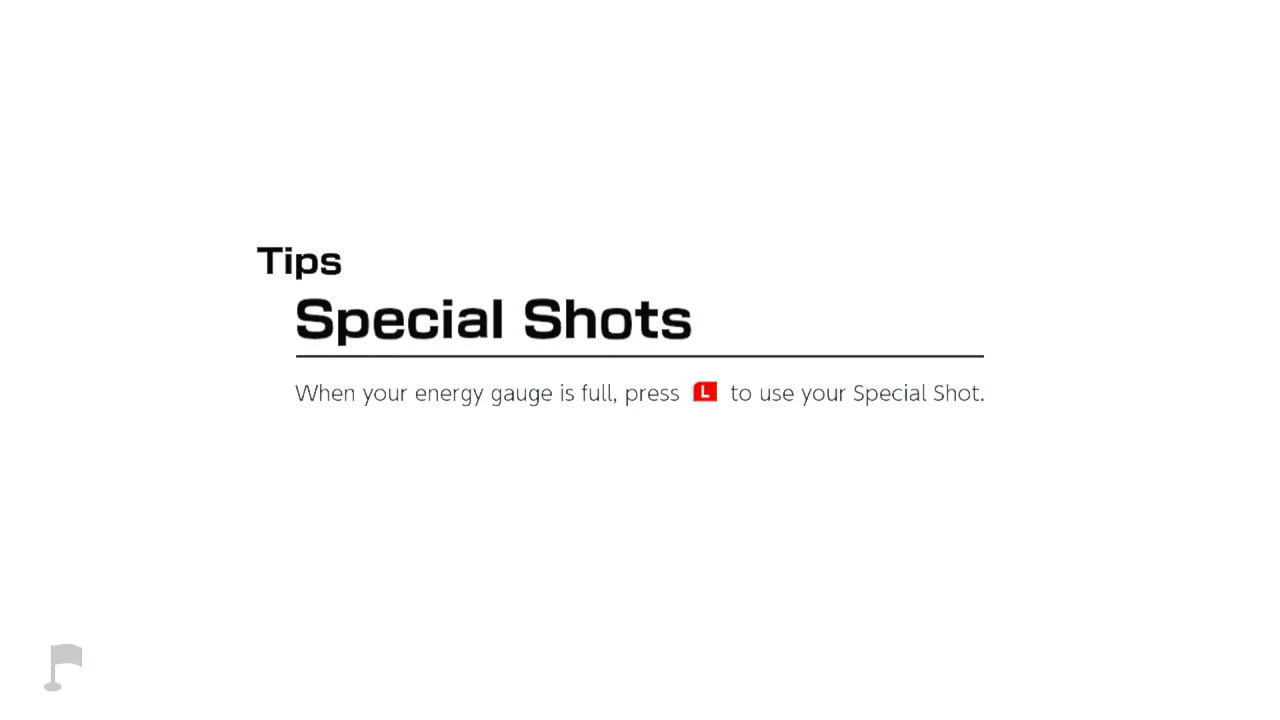 Tips
Special Shots
When your energy gauge is full, press L to use your Special Shot.